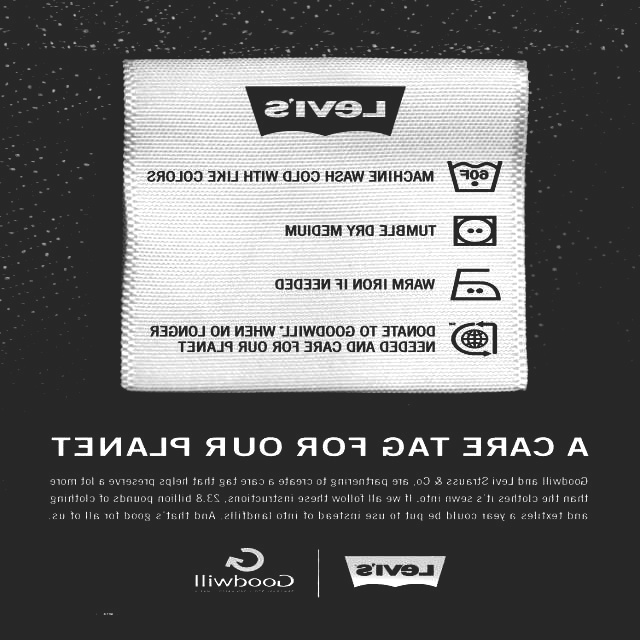 LEVI'S
MACHINE WASH COLD WITH LIKE COLORS
60F
TUMBLE DRY MEDIUM
WARM IRON IF NEEDED
DONATE TO GOODWILL™ WHEN NO LONGER
NEEDED AND CARE FOR OUR PLANET
A CARE TAG FOR OUR PLANET
Goodwill and Levi Strauss & Co, are partnering to create a care tag that helps preserve a lot more
than the clothes it's sewn into. If we all follow these instructions, 23.8 billion pounds of clothing
and textiles a year could be put to use instead of into landfills. And that's good for all of us.
LEVI'S
Goodwill